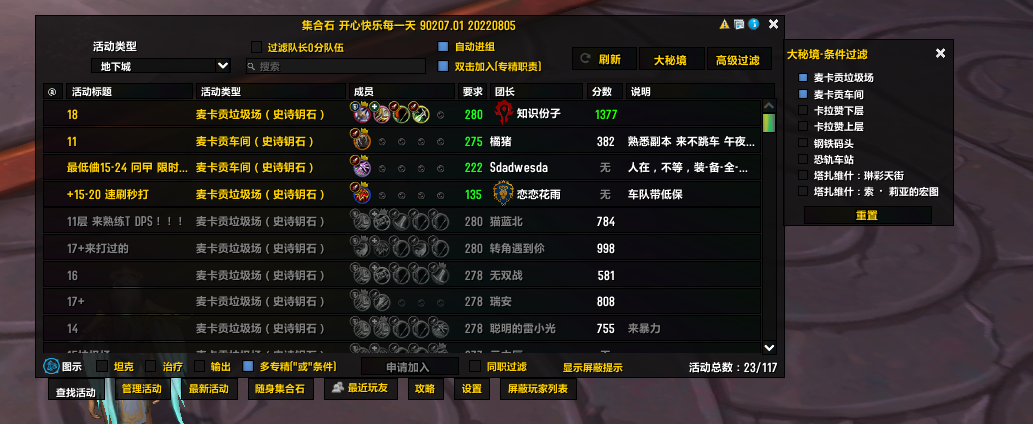 集合石 开心快乐每一天 90207.01 20220805
活动类型
地下城
过滤队长0分队伍
搜索
自动进组
双击加入(专精职责)
刷新
大秘境
高级过滤
活动标题 活动类型 成员 要求 团长 分数 说明
18 麦卡贡垃圾场（史诗钥石） 280 知识份子 1377
11 麦卡贡车间（史诗钥石） 275 橘猪 382 熟悉副本 来不跳车 午夜...
最低14-24 问早 限时... 麦卡贡车间（史诗钥石） 222 Sdadwesda 无 人在，不等，装-备-全-...
+15-20 速刷秒打 麦卡贡车间（史诗钥石） 135 恋恋花雨 无 车队带低保
11层 来熟练T DPS！！！ 麦卡贡垃圾场（史诗钥石） 280 猫蓝北 784
17+来打过的 麦卡贡垃圾场（史诗钥石） 280 转角遇到你 998
16 麦卡贡垃圾场（史诗钥石） 278 无双战 581
17+ 麦卡贡垃圾场（史诗钥石） 278 瑞安 808
14 麦卡贡垃圾场（史诗钥石） 278 聪明的雷小光 755 来暴力
图示 坦克 治疗 输出 多专精("或"条件) 申请加入 同职过滤 显示屏蔽提示 活动总数：23/117
查找活动 管理活动 最新活动 随身集合石 最近玩友 攻略 设置 屏蔽玩家列表
大秘境-条件过滤
麦卡贡垃圾场
麦卡贡车间
卡拉赞下层
卡拉赞上层
钢铁码头
恐轨车站
塔扎维什：琳彩天街
塔扎维什：索·莉亚的宏图
重置